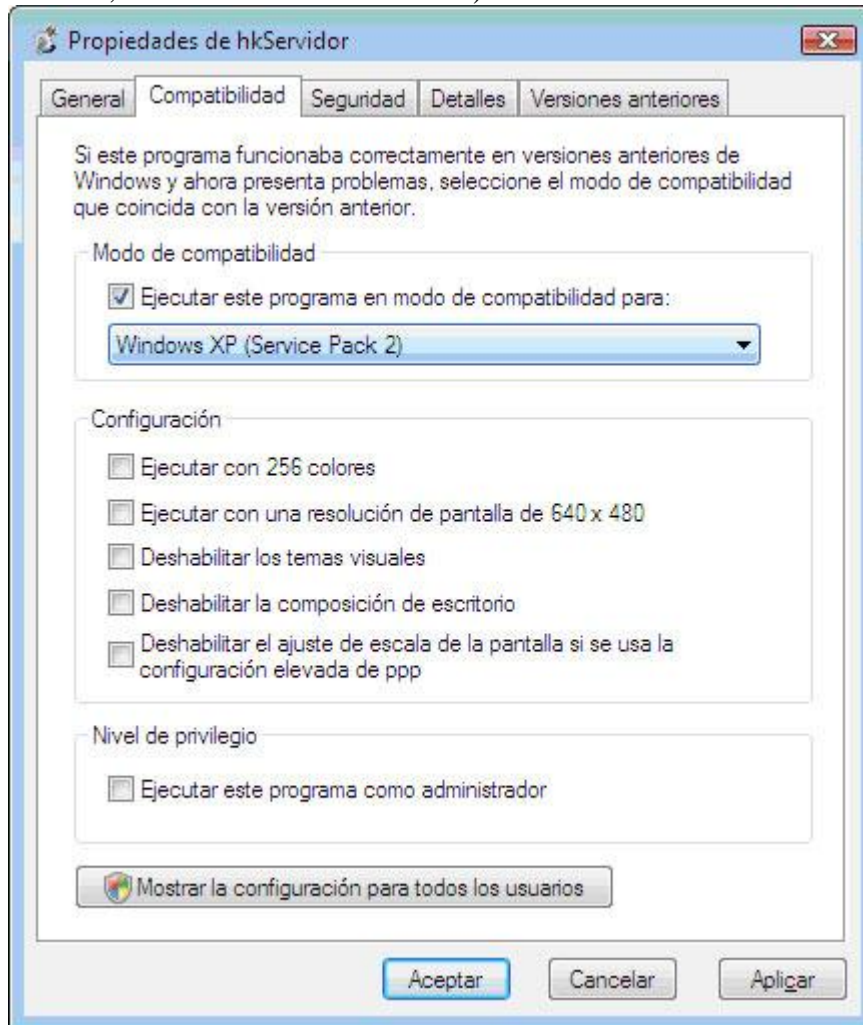 Propiedades de hkServidor
General Compatibilidad Seguridad Detalles Versiones anteriores
Si este programa funcionaba correctamente en versiones anteriores de
Windows y ahora presenta problemas, seleccione el modo de compatibilidad
que coincida con la versión anterior.
Modo de compatibilidad
Ejecutar este programa en modo de compatibilidad para:
Windows XP (Service Pack 2)
Configuración
Ejecutar con 256 colores
Ejecutar con una resolución de pantalla de 640 x 480
Deshabilitar los temas visuales
Deshabilitar la composición de escritorio
Deshabilitar el ajuste de escala de la pantalla si se usa la
configuración elevada de ppp
Nivel de privilegio
Ejecutar este programa como administrador
Mostrar la configuración para todos los usuarios
Aceptar Cancelar Aplicar